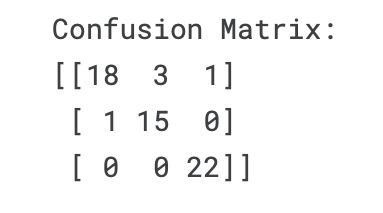 Confusion Matrix:
[[18  3  1]
 [ 1 15  0]
 [ 0  0 22]]